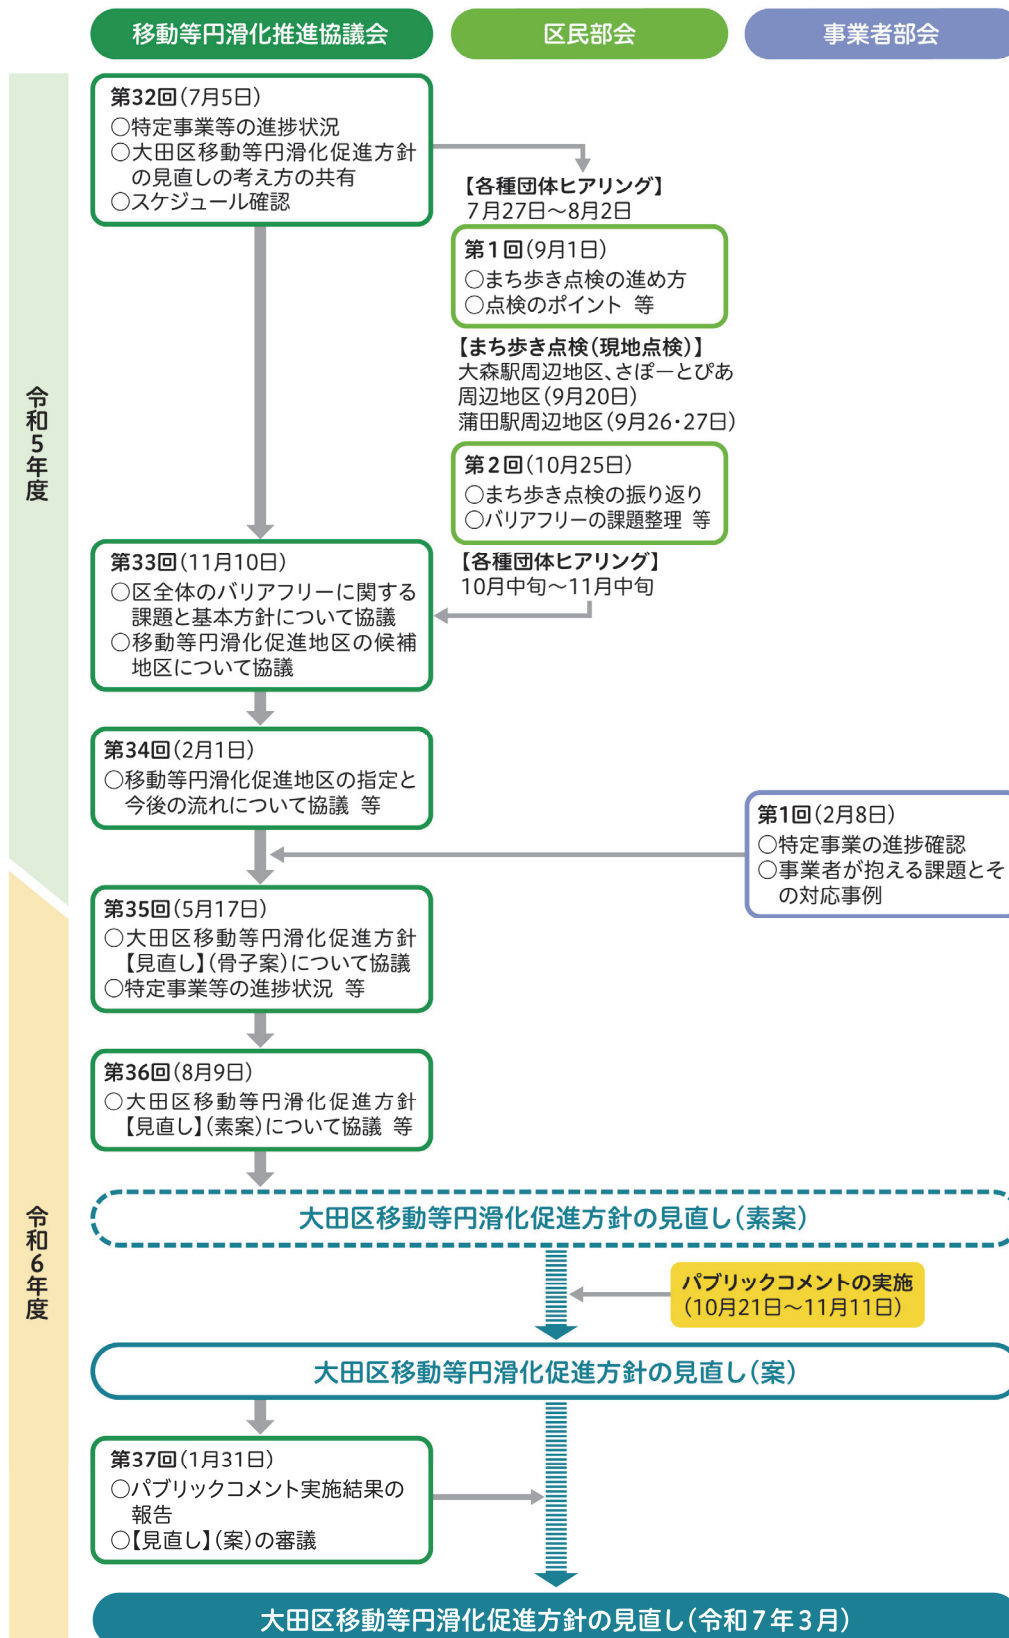 移動等円滑化推進協議会
区民部会
事業者部会
令和5年度
第32回(7月5日)
○特定事業等の進捗状況
○大田区移動等円滑化促進方針
の見直しの考え方の共有
○スケジュール確認
【各種団体ヒアリング】
7月27日～8月2日
第1回(9月1日)
○まち歩き点検の進め方
○点検のポイント 等
【まち歩き点検(現地点検)】
大森駅周辺地区、さぽーとぴあ
周辺地区(9月20日)
蒲田駅周辺地区(9月26・27日)
第2回(10月25日)
○まち歩き点検の振り返り
○バリアフリーの課題整理 等
【各種団体ヒアリング】
10月中旬～11月中旬
第33回(11月10日)
○区全体のバリアフリーに関する
課題と基本方針について協議
○移動等円滑化促進地区の候補
地区について協議
第34回(2月1日)
○移動等円滑化促進地区の指定と
今後の流れについて協議 等
第1回(2月8日)
○特定事業の進捗確認
○事業者が抱える課題とそ
の対応事例
令和6年度
第35回(5月17日)
○大田区移動等円滑化促進方針
【見直し】(骨子案)について協議
○特定事業等の進捗状況 等
第36回(8月9日)
○大田区移動等円滑化促進方針
【見直し】(素案)について協議 等
大田区移動等円滑化促進方針の見直し(素案)
パブリックコメントの実施
(10月21日～11月11日)
大田区移動等円滑化促進方針の見直し(案)
第37回(1月31日)
○パブリックコメント実施結果の
報告
○【見直し】(案)の審議
大田区移動等円滑化促進方針の見直し(令和7年3月)